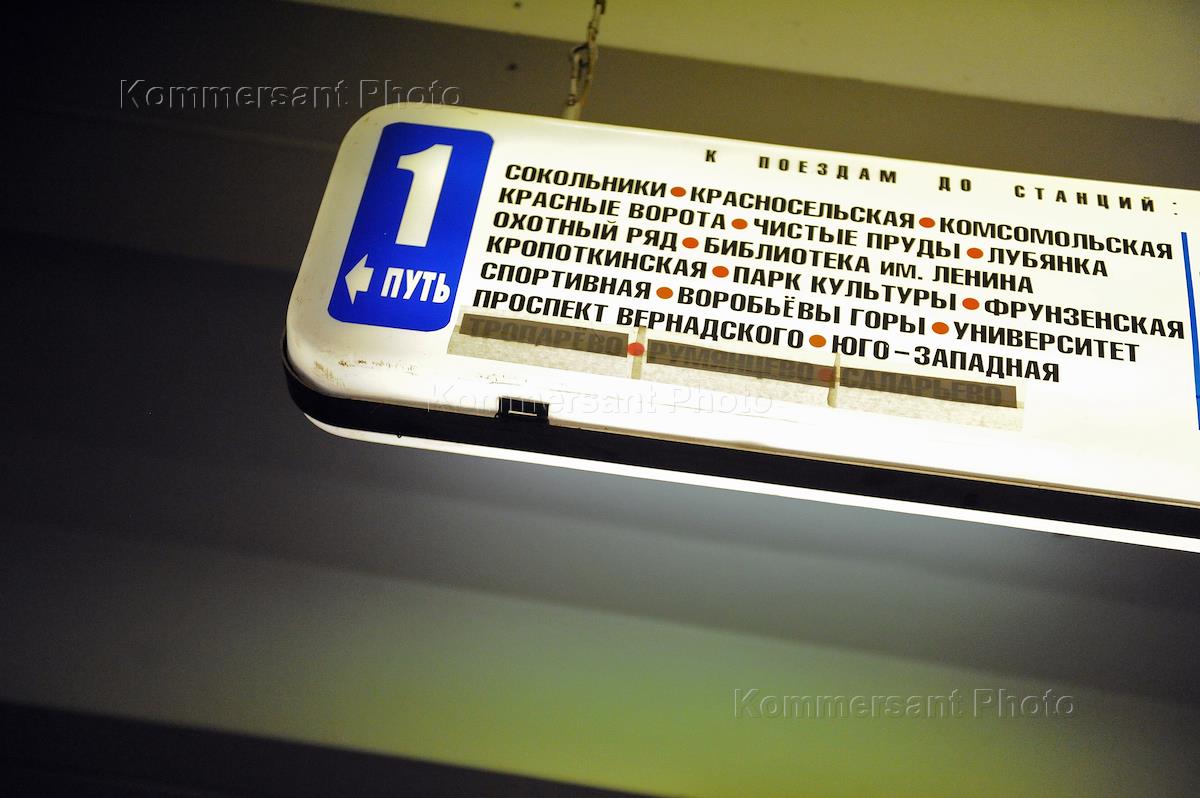 Kommersant Photo
К ПОЕЗДАМ ДО СТАНЦИЙ:
1
ПУТЬ
СОКОЛЬНИКИ • КРАСНОСЕЛЬСКАЯ • КОМСОМОЛЬСКАЯ
КРАСНЫЕ ВОРОТА • ЧИСТЫЕ ПРУДЫ • ЛУБЯНКА
ОХОТНЫЙ РЯД • БИБЛИОТЕКА ИМ. ЛЕНИНА
КРОПОТКИНСКАЯ • ПАРК КУЛЬТУРЫ • ФРУНЗЕНСКАЯ
СПОРТИВНАЯ • ВОРОБЬЁВЫ ГОРЫ • УНИВЕРСИТЕТ
ПРОСПЕКТ ВЕРНАДСКОГО • ЮГО-ЗАПАДНАЯ
ТРОПАРЁВО • РУМЯНЦЕВО • САЛАРЬЕВО
Kommersant Photo
Kommersant Photo